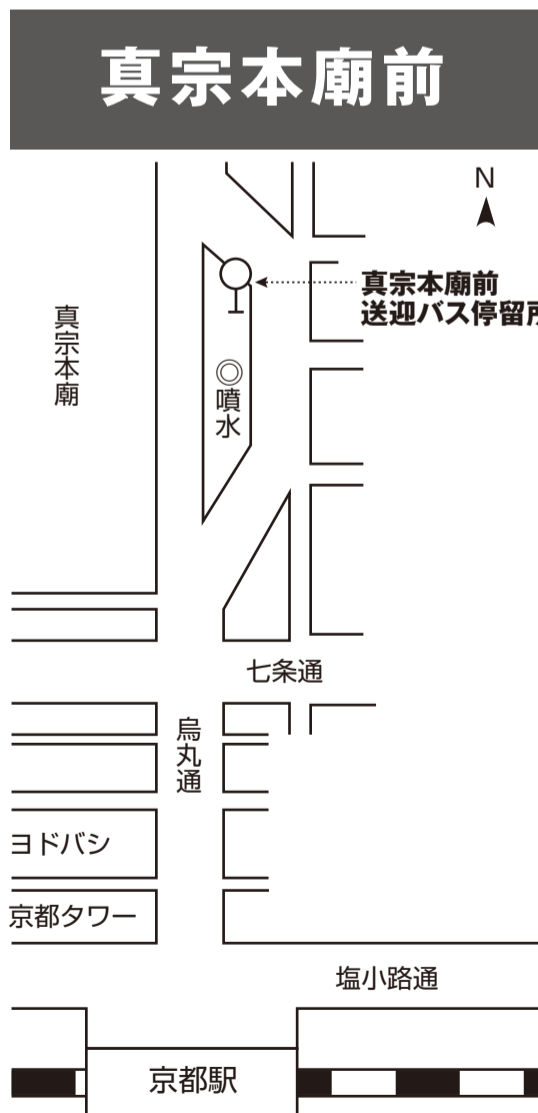 真宗本廟前
N
真宗本廟前
送迎バス停留所
真宗本廟
噴水
七条通
烏丸通
ヨドバシ
京都タワー
塩小路通
京都駅